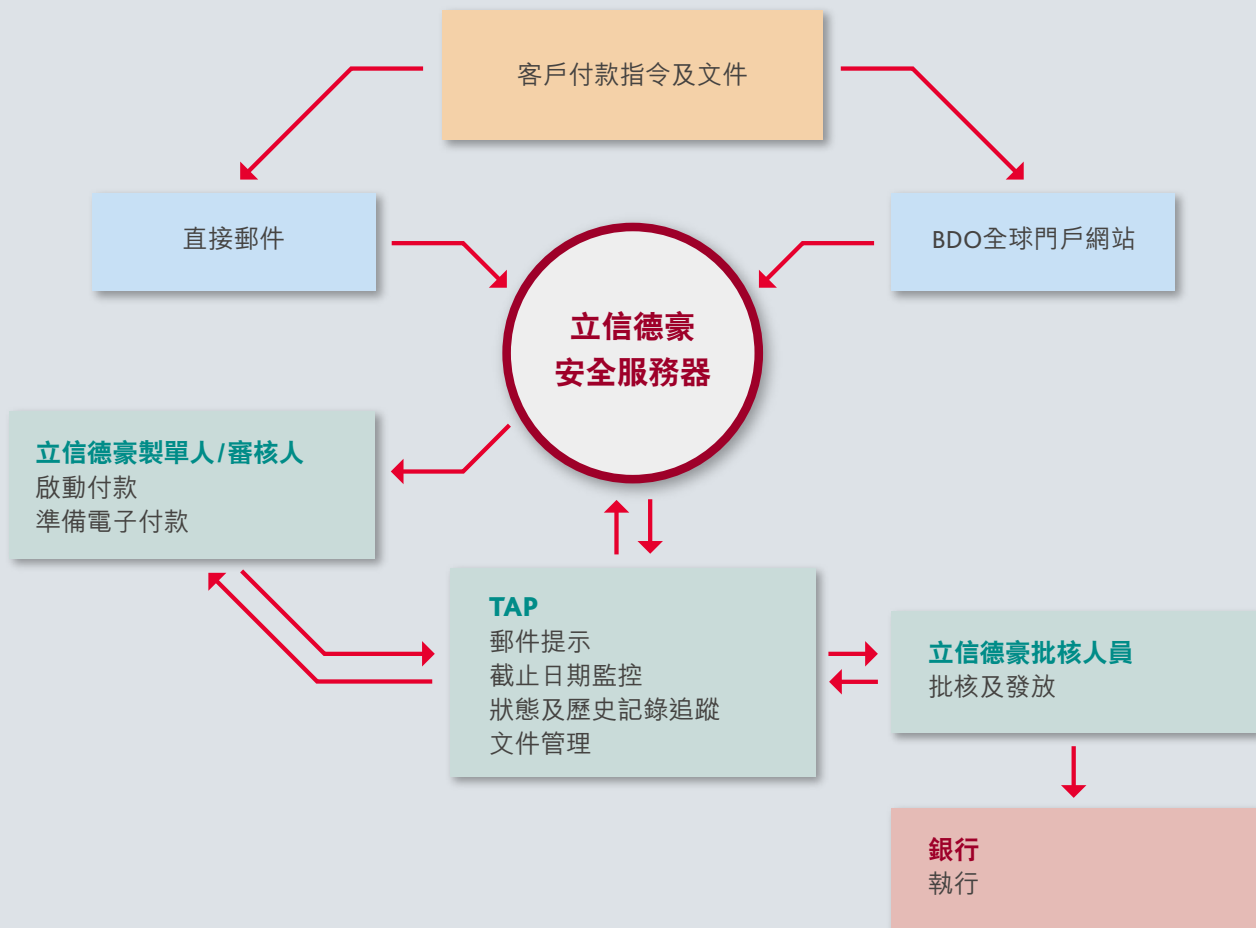 客戶付款指令及文件
直接郵件
BDO全球門戶網站
立信德豪
安全服務器
立信德豪製單人/審核人
啟動付款
準備電子付款
TAP
郵件提示
截止日期監控
狀態及歷史記錄追蹤
文件管理
立信德豪批核人員
批核及發放
銀行
執行